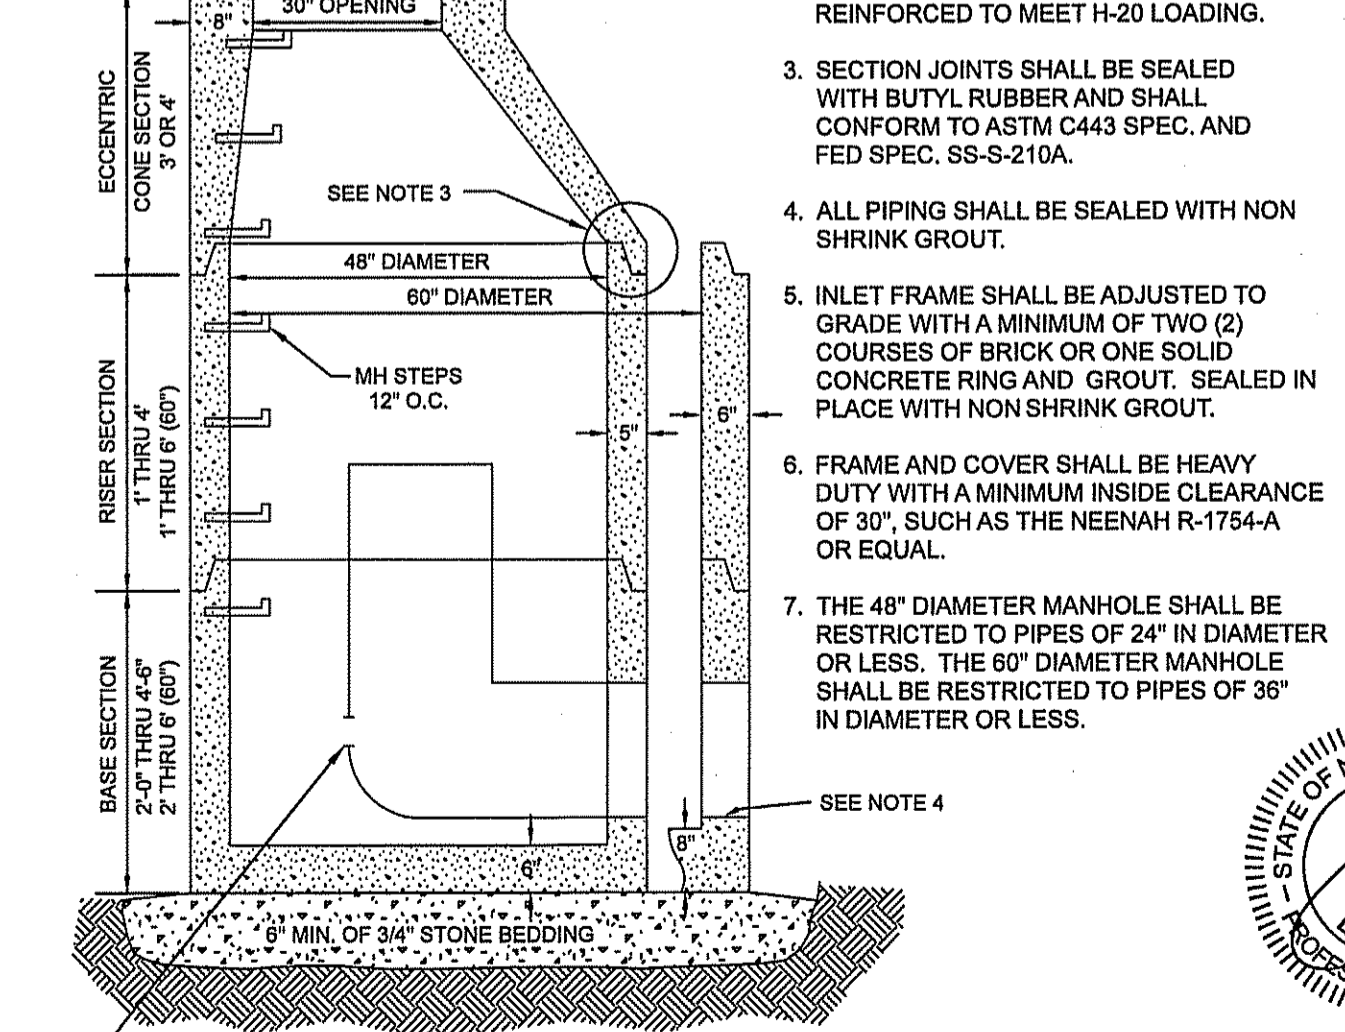 30" OPENING
8"
ECCENTRIC
CONE SECTION
3' OR 4'
SEE NOTE 3
48" DIAMETER
60" DIAMETER
MH STEPS
12" O.C.
RISER SECTION
1' THRU 4'
1' THRU 6' (60")
5"
6"
BASE SECTION
2'-0" THRU 4'-6"
2' THRU 6' (60")
SEE NOTE 4
8"
6"
6" MIN. OF 3/4" STONE BEDDING
REINFORCED TO MEET H-20 LOADING.
3. SECTION JOINTS SHALL BE SEALED
WITH BUTYL RUBBER AND SHALL
CONFORM TO ASTM C443 SPEC. AND
FED SPEC. SS-S-210A.
4. ALL PIPING SHALL BE SEALED WITH NON
SHRINK GROUT.
5. INLET FRAME SHALL BE ADJUSTED TO
GRADE WITH A MINIMUM OF TWO (2)
COURSES OF BRICK OR ONE SOLID
CONCRETE RING AND GROUT. SEALED IN
PLACE WITH NON SHRINK GROUT.
6. FRAME AND COVER SHALL BE HEAVY
DUTY WITH A MINIMUM INSIDE CLEARANCE
OF 30", SUCH AS THE NEENAH R-1754-A
OR EQUAL.
7. THE 48" DIAMETER MANHOLE SHALL BE
RESTRICTED TO PIPES OF 24" IN DIAMETER
OR LESS. THE 60" DIAMETER MANHOLE
SHALL BE RESTRICTED TO PIPES OF 36"
IN DIAMETER OR LESS.
STATE OF